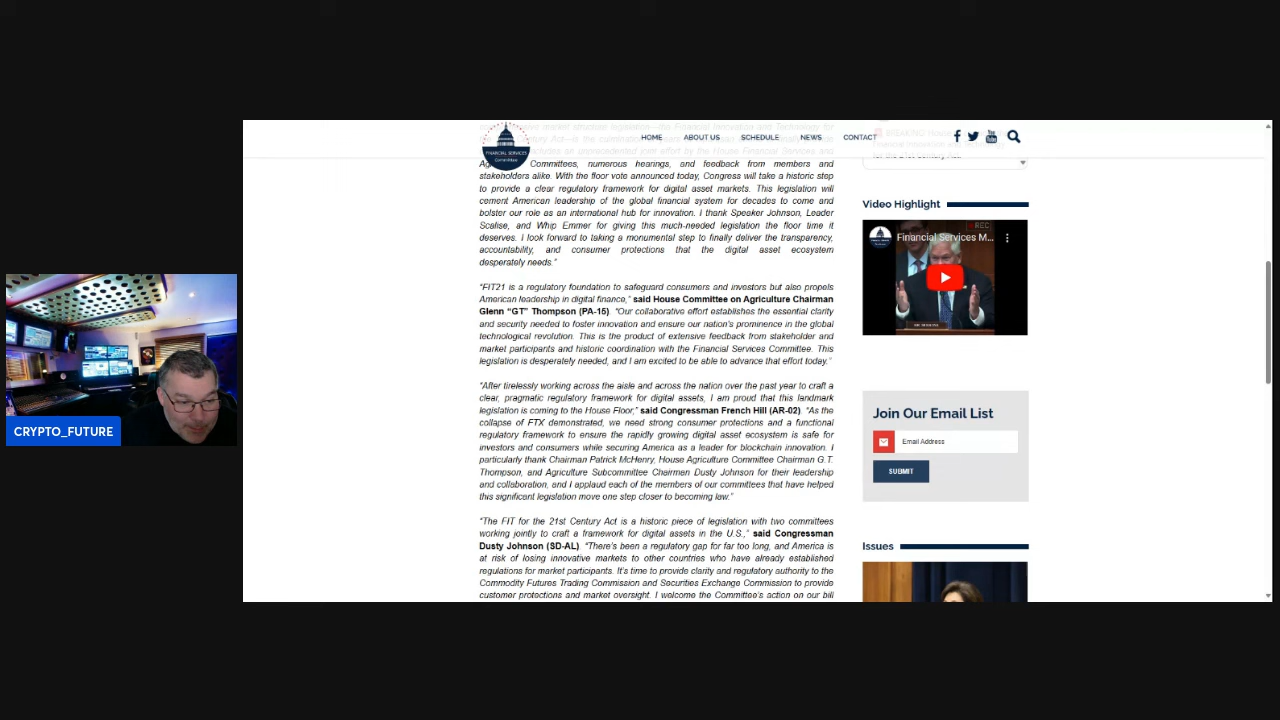 HOME ABOUT US SCHEDULE NEWS CONTACT
FINANCIAL SERVICES
Committees, numerous hearings, and feedback from members and
stakeholders alike. With the floor vote announced today, Congress will take a historic step
to provide a clear regulatory framework for digital asset markets. This legislation will
cement American leadership of the global financial system for decades to come and
bolster our role as an international hub for innovation. I thank Speaker Johnson, Leader
Scalise, and Whip Emmer for giving this much-needed legislation the floor time it
deserves. I look forward to taking a monumental step to finally deliver the transparency,
accountability, and consumer protections that the digital asset ecosystem
desperately needs."
"FIT21 is a regulatory foundation to safeguard consumers and investors but also propels
American leadership in digital finance," said House Committee on Agriculture Chairman
Glenn “GT” Thompson (PA-15). "Our collaborative effort establishes the essential clarity
and security needed to foster innovation and ensure our nation's prominence in the global
technological revolution. This is the product of extensive feedback from stakeholder and
market participants and historic coordination with the Financial Services Committee. This
legislation is desperately needed, and I am excited to be able to advance that effort today."
"After tirelessly working across the aisle and across the nation over the past year to craft a
clear, pragmatic regulatory framework for digital assets, I am proud that this landmark
legislation is coming to the House Floor," said Congressman French Hill (AR-02). "As the
collapse of FTX demonstrated, we need strong consumer protections and a functional
regulatory framework to ensure the rapidly growing digital asset ecosystem is safe for
investors and consumers while securing America as a leader for blockchain innovation. I
particularly thank Chairman Patrick McHenry, House Agriculture Committee Chairman G.T.
Thompson, and Agriculture Subcommittee Chairman Dusty Johnson for their leadership
and collaboration, and I applaud each of the members of our committees that have helped
this significant legislation move one step closer to becoming law."
"The FIT for the 21st Century Act is a historic piece of legislation with two committees
working jointly to craft a framework for digital assets in the U.S.," said Congressman
Dusty Johnson (SD-AL). "There's been a regulatory gap for far too long, and America is
at risk of losing innovative markets to other countries who have already established
regulations for market participants. It's time to provide clarity and regulatory authority to the
Commodity Futures Trading Commission and Securities Exchange Commission to provide
customer protections and market oversight. I welcome the Committee's action on our bill
Video Highlight
REC
Financial Services M...
Join Our Email List
Email Address
SUBMIT
Issues
CRYPTO_FUTURE